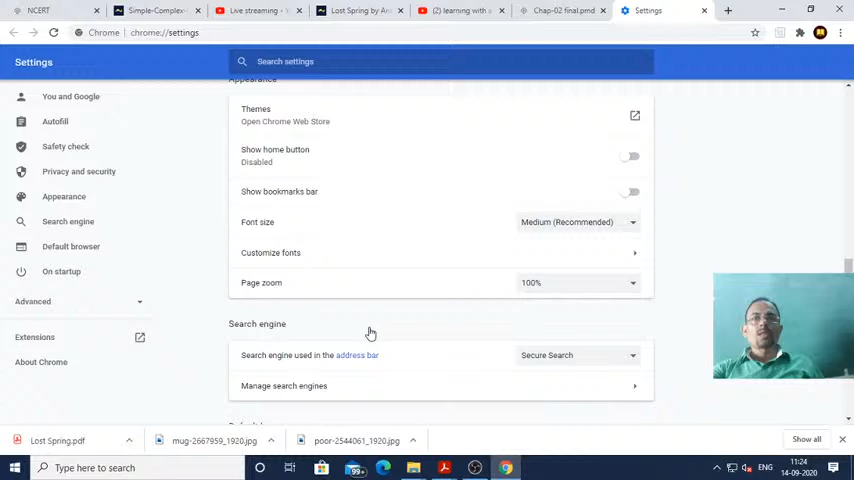 NCERT
Simple-Complex-
Live streaming -
Lost Spring by An
(2) learning with s
Chap-02 final.pmd
Settings
Chrome | chrome://settings
Settings
Search settings
You and Google
Autofill
Safety check
Privacy and security
Appearance
Search engine
Default browser
On startup
Advanced
Extensions
About Chrome
Appearance
Themes
Open Chrome Web Store
Show home button
Disabled
Show bookmarks bar
Font size
Medium (Recommended)
Customize fonts
Page zoom
100%
Search engine
Search engine used in the address bar
Secure Search
Manage search engines
Lost Spring.pdf
mug-2667959_1920.jpg
poor-2544061_1920.jpg
Show all
Type here to search
99+
ENG
11:24
14-09-2020